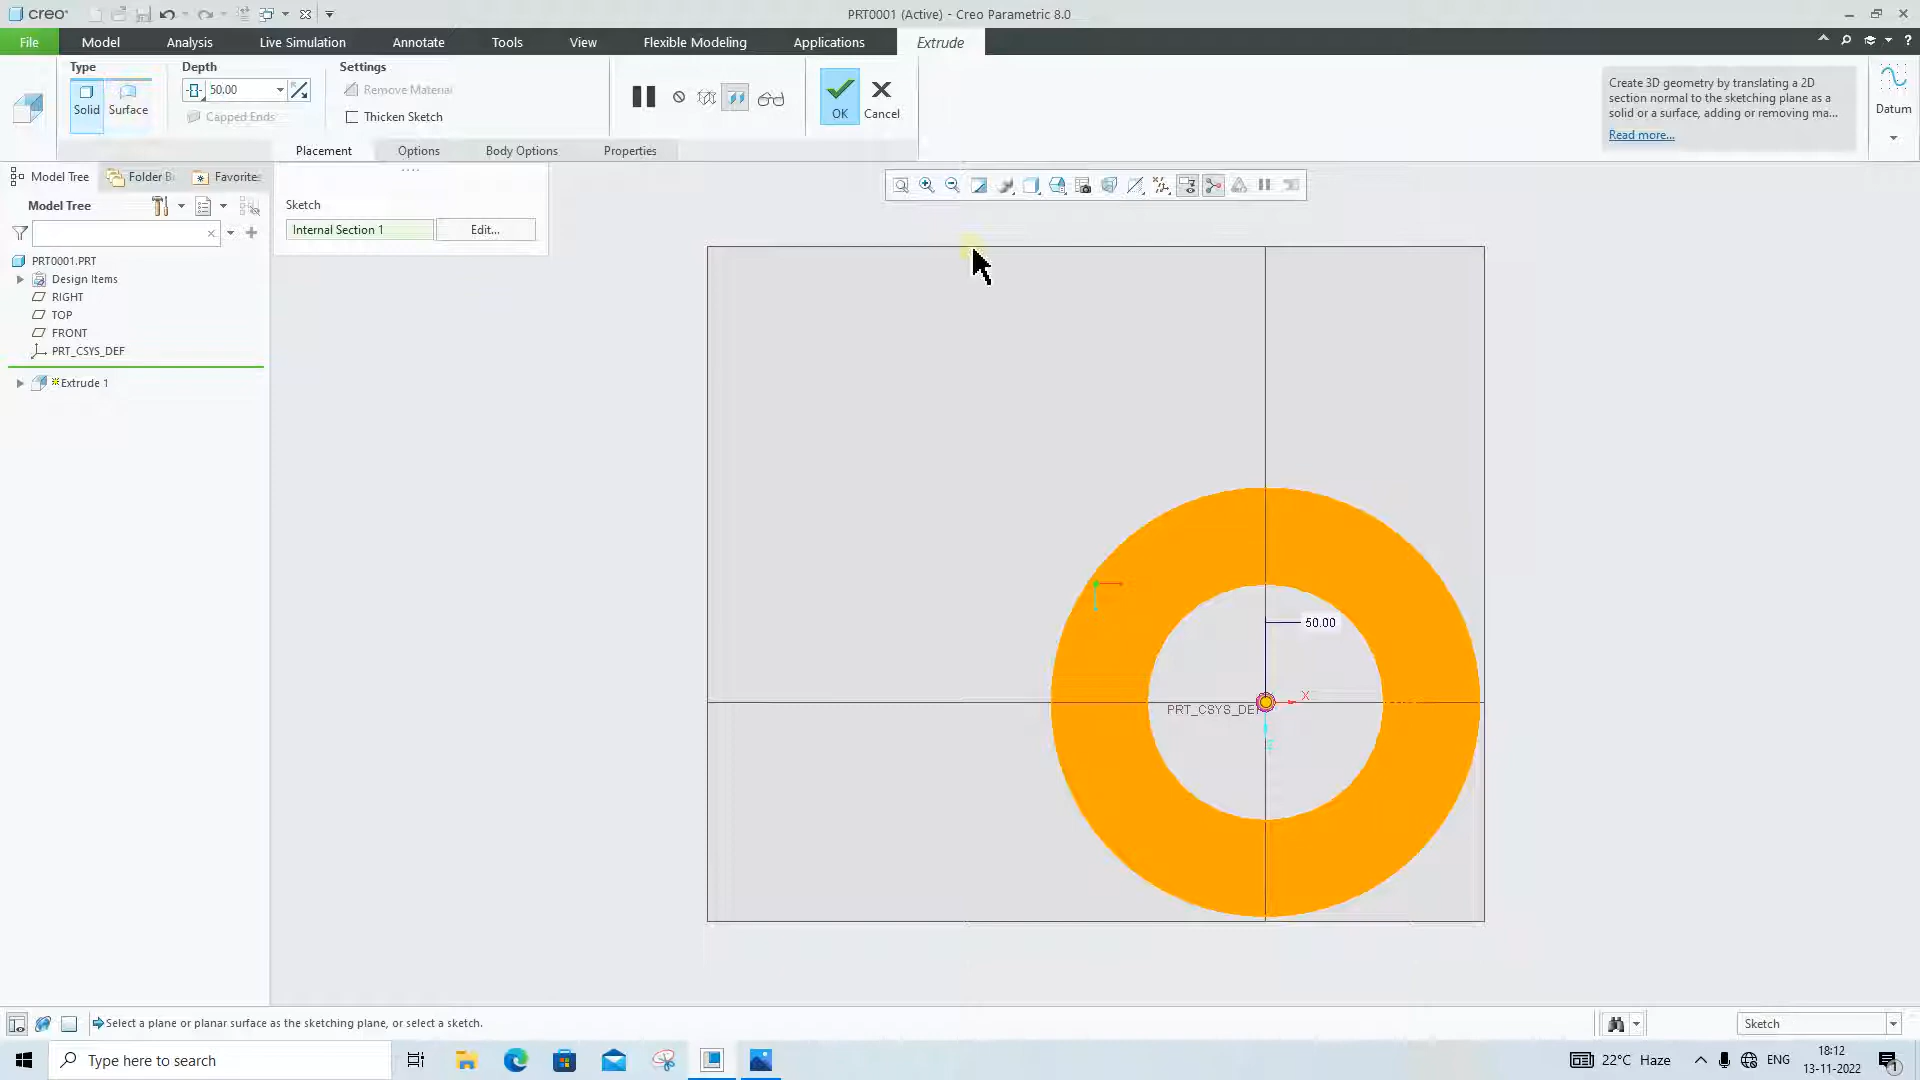 creo
PRT0001 (Active) - Creo Parametric 8.0
File
Model
Analysis
Live Simulation
Annotate
Tools
View
Flexible Modeling
Applications
Extrude
Type
Depth
Settings
Solid
Surface
50.00
Capped Ends
Remove Material
Thicken Sketch
OK
Cancel
Create 3D geometry by translating a 2D
section normal to the sketching plane as a
solid or a surface, adding or removing ma...
Read more...
Datum
Placement
Options
Body Options
Properties
Model Tree
Folder B
Favorite
Model Tree
Sketch
Internal Section 1
Edit...
PRT0001.PRT
Design Items
RIGHT
TOP
FRONT
PRT_CSYS_DEF
Extrude 1
50.00
X
PRT_CSYS_DEF
Z
Select a plane or planar surface as the sketching plane, or select a sketch.
Sketch
Type here to search
22°C Haze
ENG
18:12
13-11-2022
1